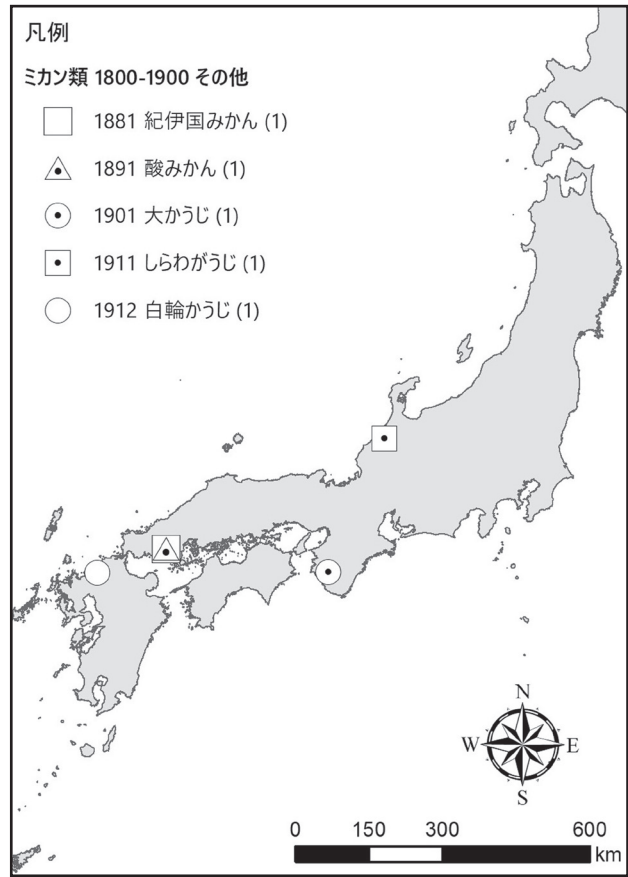 凡例
ミカン類 1800-1900 その他
1881 紀伊国みかん (1)
1891 酸みかん (1)
1901 大かうじ (1)
1911 しらわがうじ (1)
1912 白輪かうじ (1)
N
W E
S
0 150 300 600
km